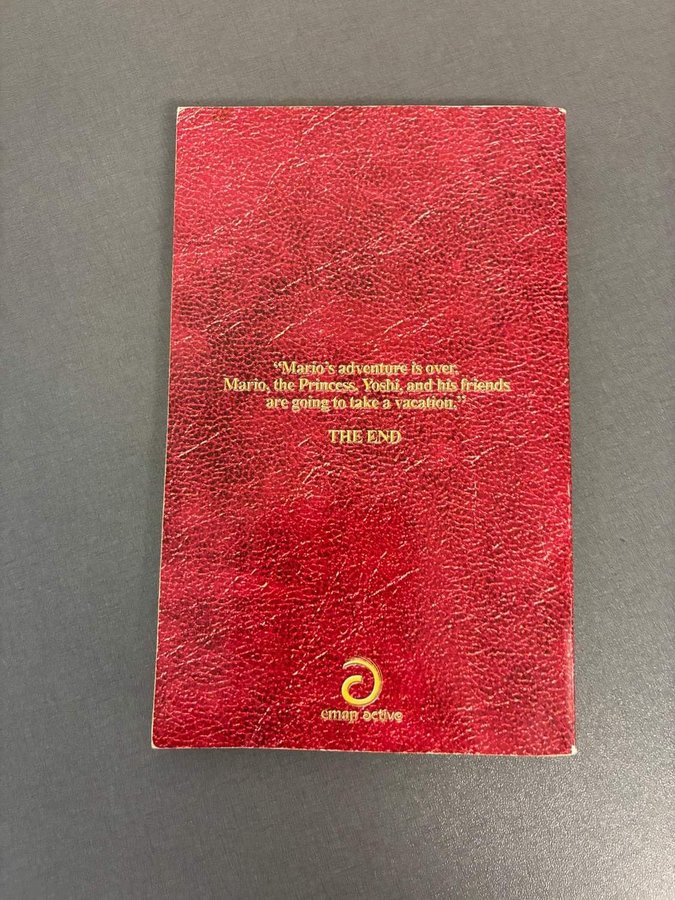 “Mario's adventure is over.
Mario, the Princess, Yoshi, and his friends
are going to take a vacation.”
THE END
emap active